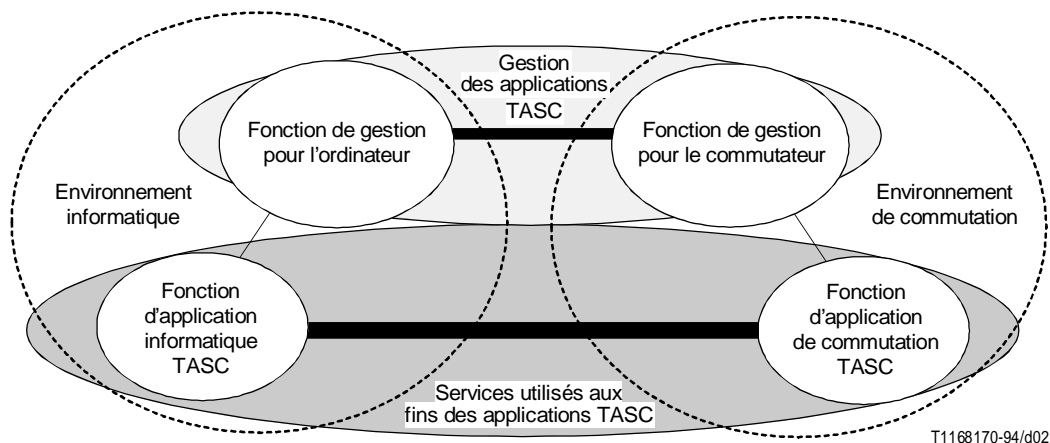 Gestion
des applications
TASC
Fonction de gestion
pour l'ordinateur
Fonction de gestion
pour le commutateur
Environnement
informatique
Environnement
de commutation
Fonction
d'application
informatique
TASC
Fonction
d'application
de commutation
TASC
Services utilisés aux
fins des applications TASC
T1168170-94/d02